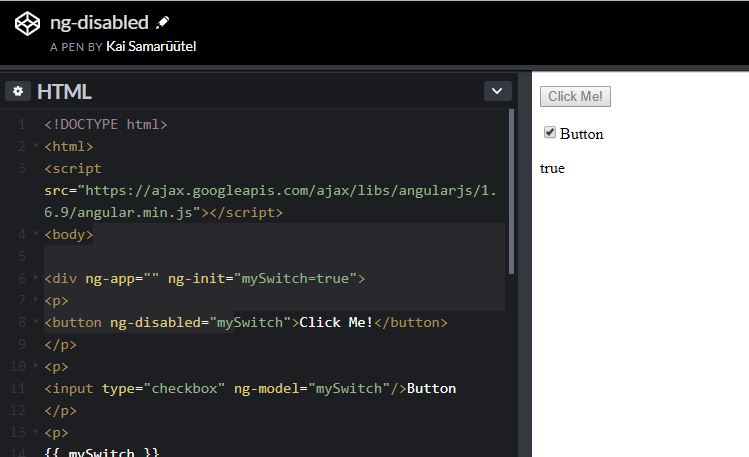 ng-disabled
A PEN BY Kai Samarüütel
HTML
1 <!DOCTYPE html>
2 <html>
3 <script
src="https://ajax.googleapis.com/ajax/libs/angularjs/1.
6.9/angular.min.js"></script>
4 <body>
5
6 <div ng-app="" ng-init="mySwitch=true">
7 <p>
8 <button ng-disabled="mySwitch">Click Me!</button>
9 </p>
10 <p>
11 <input type="checkbox" ng-model="mySwitch"/>Button
12 </p>
13 <p>
14 {{ mySwitch }}
Click Me!
Button
true